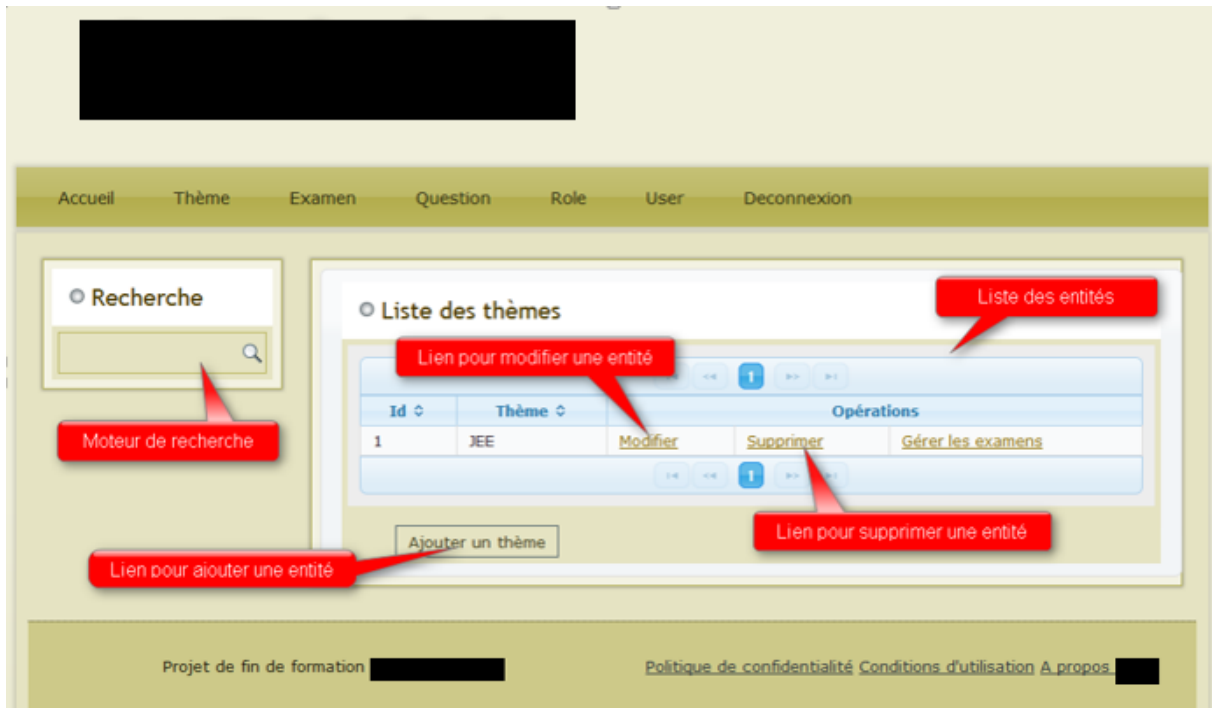 Accueil Thème Examen Question Role User Deconnexion
Recherche
Moteur de recherche
Liste des thèmes
Liste des entités
Lien pour modifier une entité
1
Id Thème Opérations
1 JEE Modifier Supprimer Gérer les examens
1
Lien pour supprimer une entité
Ajouter un thème
Lien pour ajouter une entité
Projet de fin de formation
Politique de confidentialité Conditions d'utilisation A propos